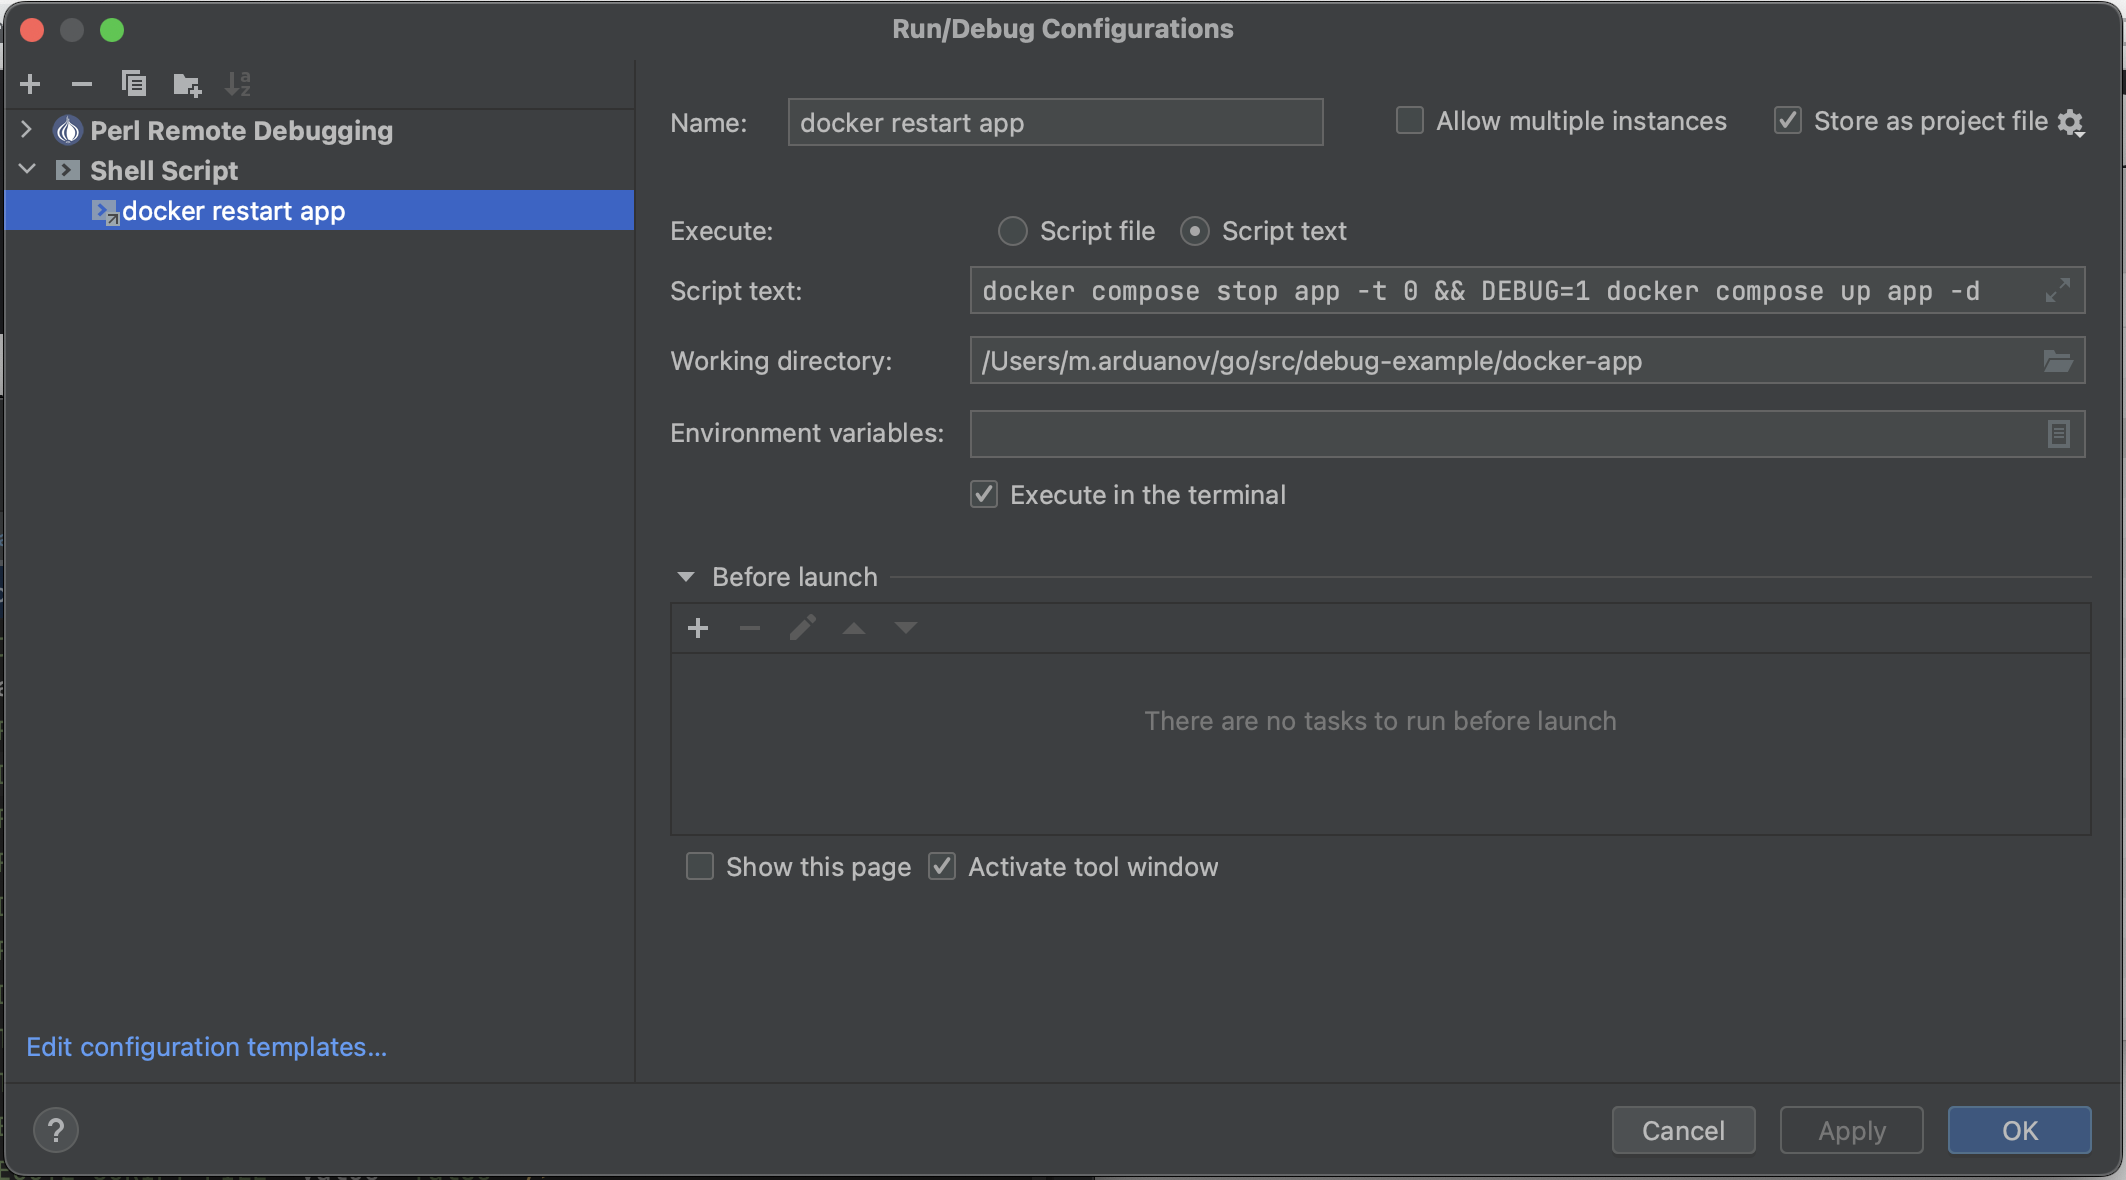 Run/Debug Configurations
Perl Remote Debugging
Shell Script
docker restart app
Edit configuration templates...
Name: docker restart app Allow multiple instances Store as project file
Execute: Script file Script text
Script text: docker compose stop app -t 0 && DEBUG=1 docker compose up app -d
Working directory: /Users/m.arduanov/go/src/debug-example/docker-app
Environment variables:
Execute in the terminal
Before launch
There are no tasks to run before launch
Show this page Activate tool window
? Cancel Apply OK